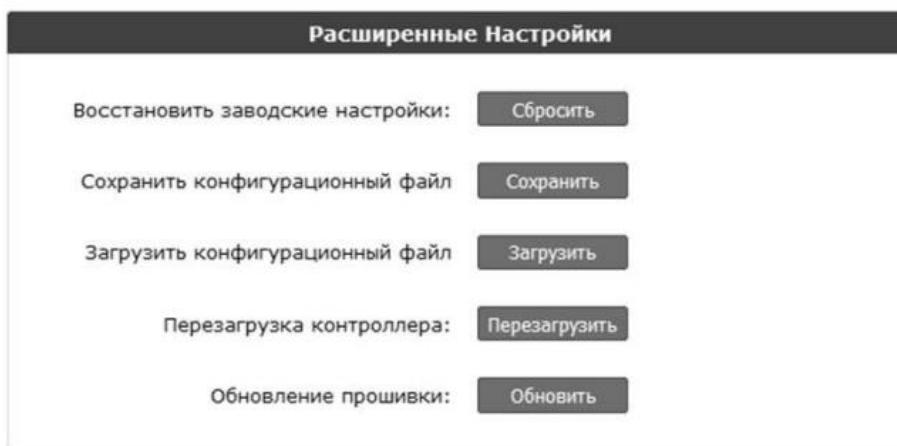 Расширенные Настройки
Восстановить заводские настройки: Сбросить
Сохранить конфигурационный файл Сохранить
Загрузить конфигурационный файл Загрузить
Перезагрузка контроллера: Перезагрузить
Обновление прошивки: Обновить